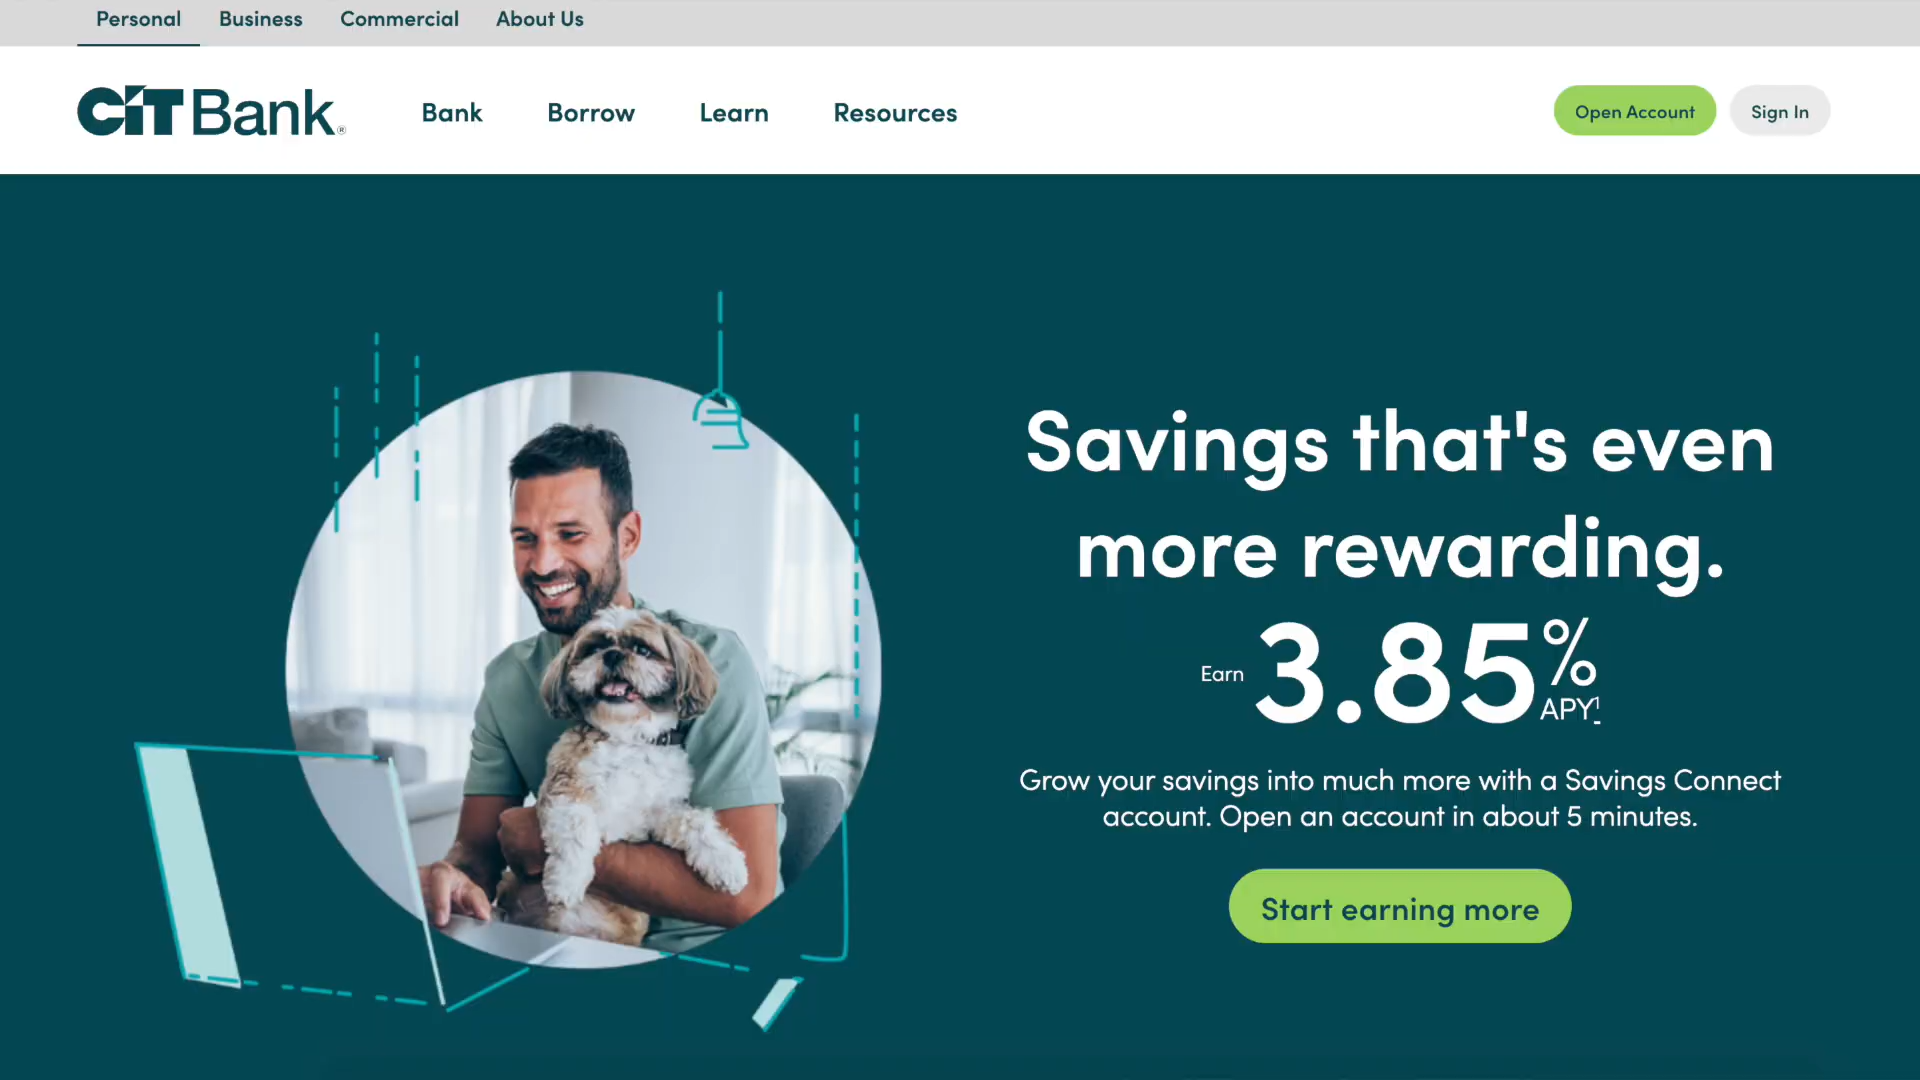 Personal Business Commercial About Us
CIT Bank®
Bank Borrow Learn Resources
Open Account Sign In
Savings that's even
more rewarding.
Earn 3.85% APY1
Grow your savings into much more with a Savings Connect
account. Open an account in about 5 minutes.
Start earning more